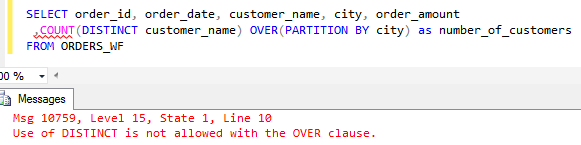 SELECT order_id, order_date, customer_name, city, order_amount
,COUNT(DISTINCT customer_name) OVER(PARTITION BY city) as number_of_customers
FROM ORDERS_WF
00 %
Messages
Msg 10759, Level 15, State 1, Line 10
Use of DISTINCT is not allowed with the OVER clause.